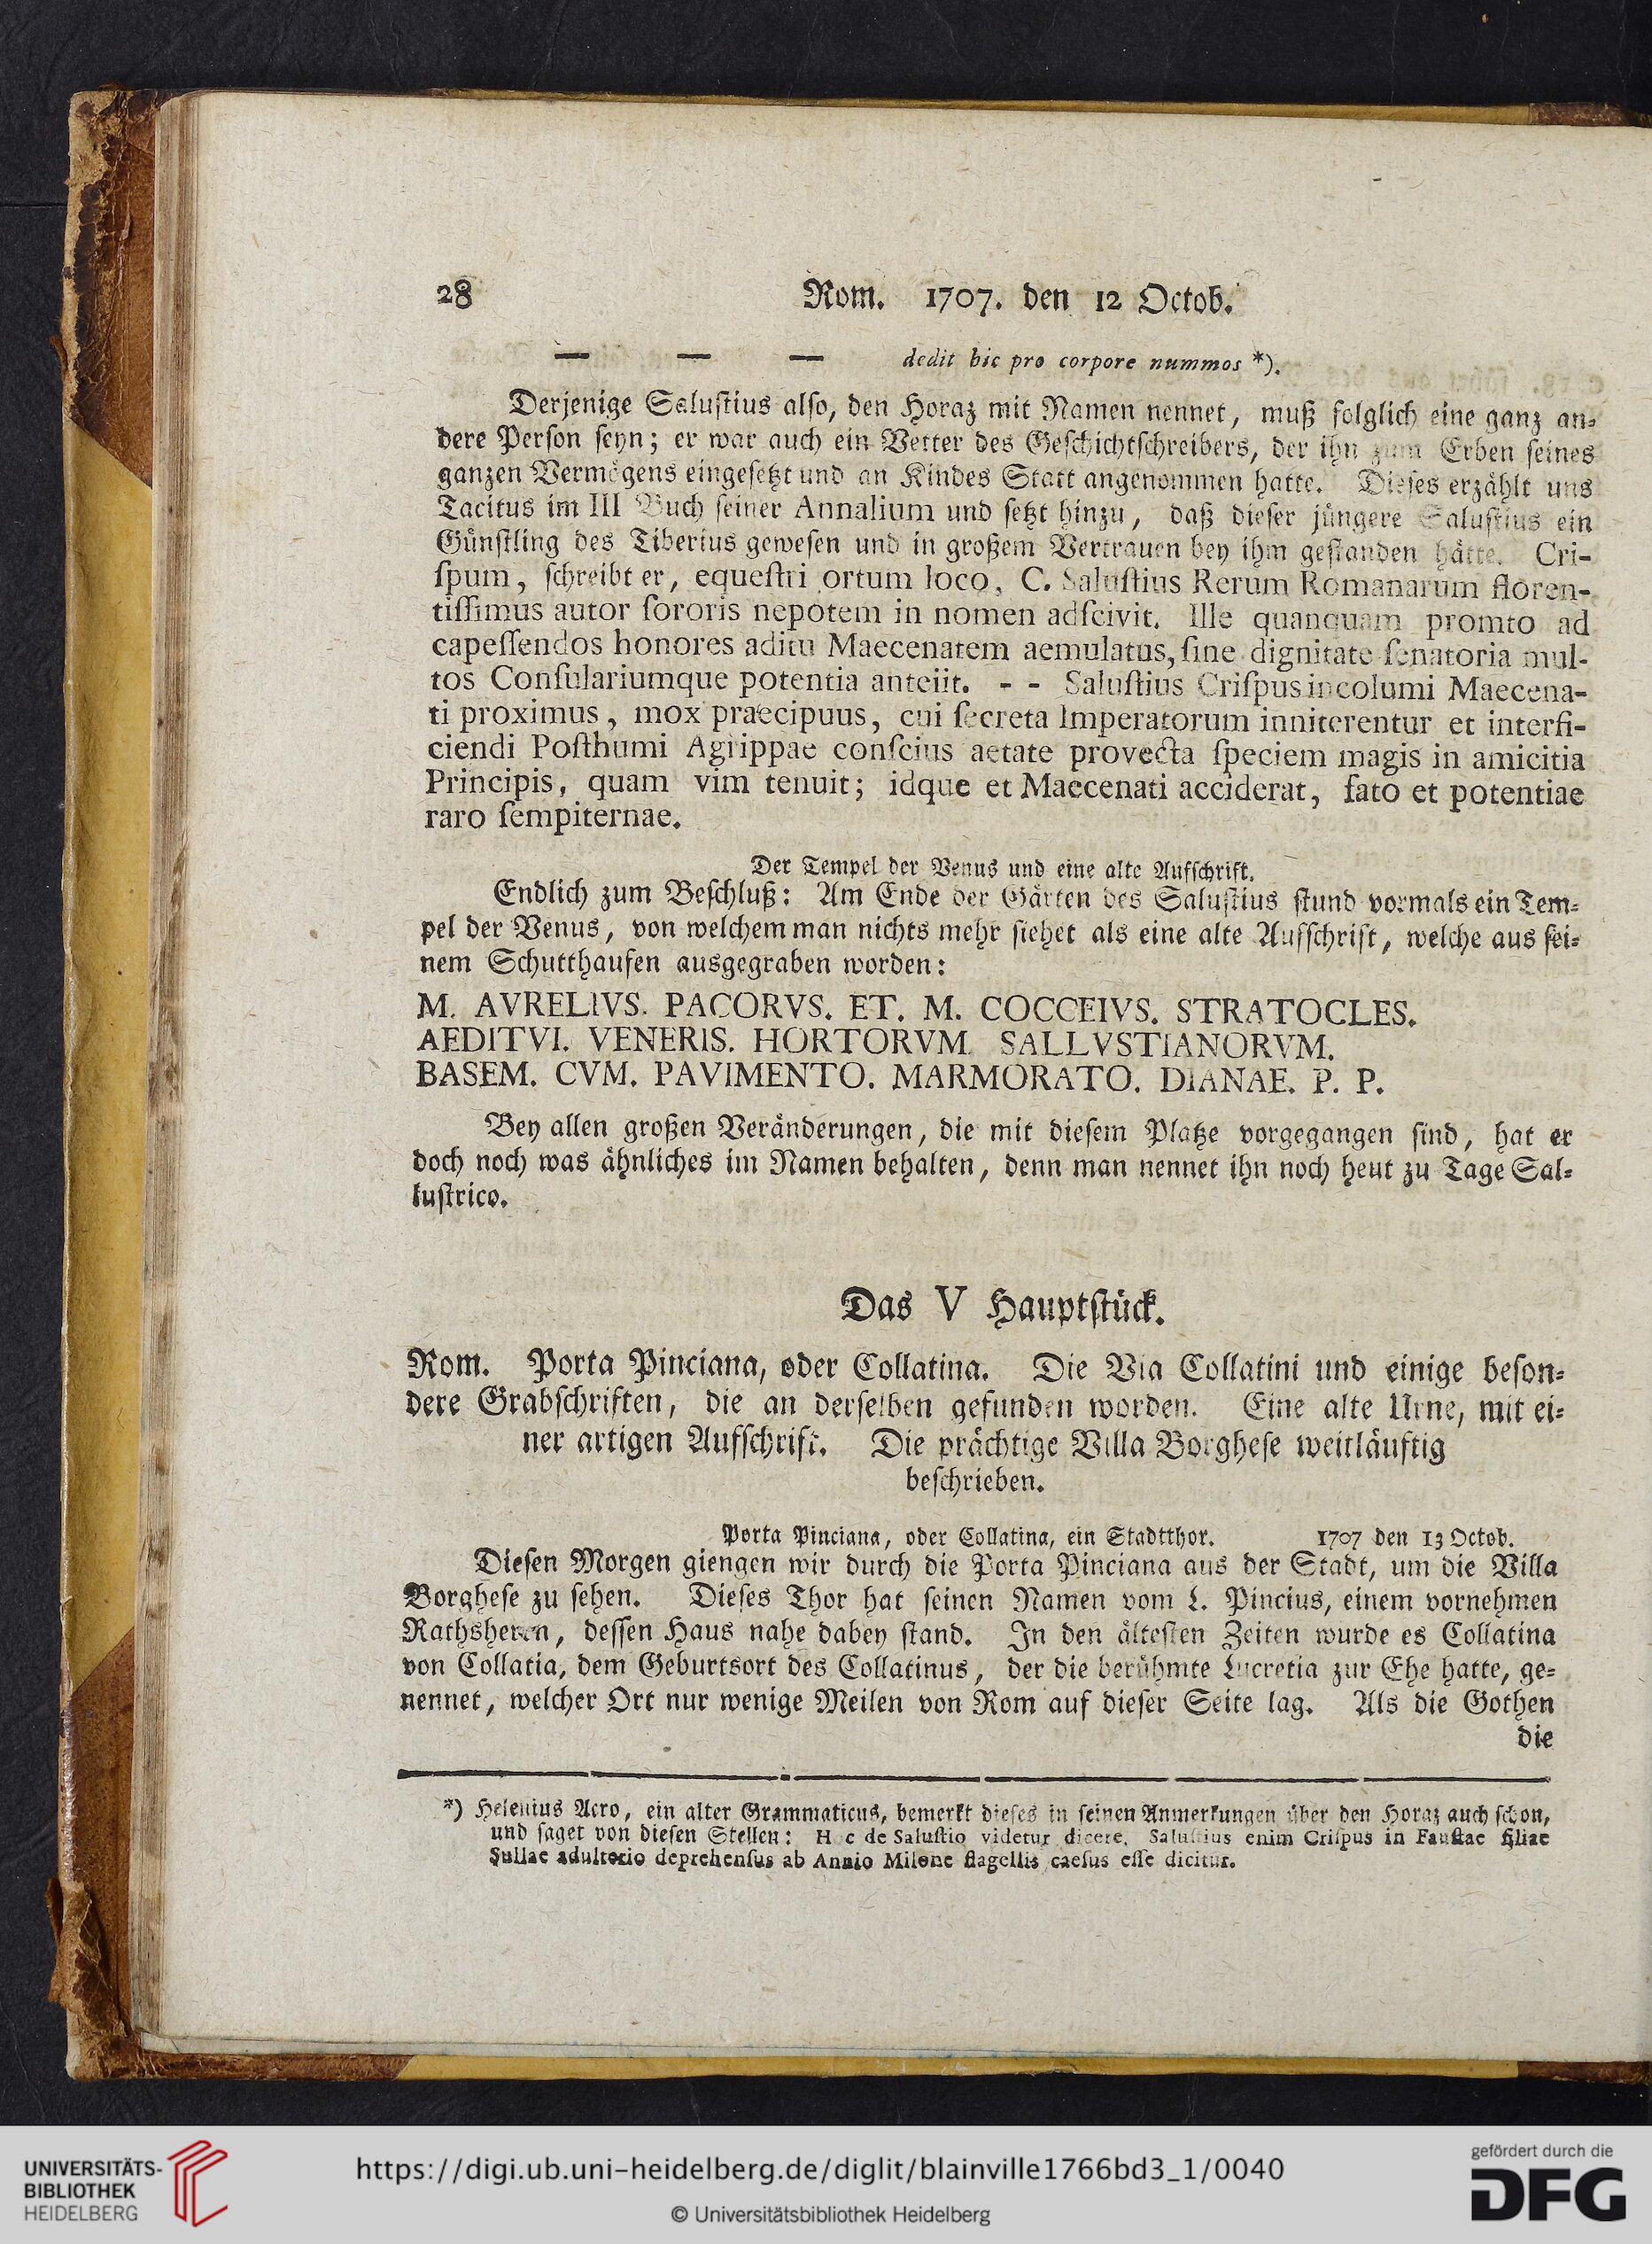 28 Rom. 1707. den 12 Octob.
— — — dedit hic pro corpore nummos *).
Derjenige Saluſtius alſo, den Horaz mit Namen nennet, muß folglich eine ganz an⸗
dere Perſon ſeyn; er war auch ein Vetter des Geſchichtſchreibers, der ihn zum Erben ſeines
ganzen Vermögens eingeſetzt und an Kindes Statt angenommen hatte. Dieſes erzählt uns
Tacitus im III Buch ſeiner Annalium und ſetzt hinzu, daß dieſer jüngere Saluſtius ein
Günſtling des Tiberius geweſen und in großem Vertrauen bey ihm geſtanden hätte. Cri-
ſpum, ſchreibt er, equeſtri ortum loco, C. Saluſtius Rerum Romanarum floren-
tiſſimus autor ſororis nepotem in nomen adſcivit. Ille quanquam promto ad
capeſſendos honores aditu Maecenatem aemulatus, ſine dignitate ſenatoria mul-
tos Conſulariumque potentia anteiit. - - Saluſtius Criſpus incolumi Maecena-
ti proximus, mox praecipuus, cui ſecreta Imperatorum inniterentur et interfi-
ciendi Poſthumi Agrippae conſcius aetate provecta ſpeciem magis in amicitia
Principis, quam vim tenuit; idque et Maecenati acciderat, fato et potentiae
raro ſempiternae.
Der Tempel der Venus und eine alte Aufſchrift.
Endlich zum Beſchluß: Am Ende der Gärten des Saluſtius ſtund vormals ein Tem⸗
pel der Venus, von welchem man nichts mehr ſiehet als eine alte Aufſchrift, welche aus ſei⸗
nem Schutthaufen ausgegraben worden:
M. AVRELIVS. PACORVS. ET. M. COCCEIVS. STRATOCLES.
AEDITVI. VENERIS. HORTORVM. SALLVSTIANORVM.
BASEM. CVM. PAVIMENTO. MARMORATO. DIANAE. P. P.
Bey allen großen Veränderungen, die mit dieſem Platze vorgegangen ſind, hat er
doch noch was ähnliches im Namen behalten, denn man nennet ihn noch heut zu Tage Sal⸗
luſtrico.
Das V Hauptſtück.
Rom. Porta Pinciana, oder Collatina. Die Via Collatini und einige beſon⸗
dere Grabſchriften, die an derſelben gefunden worden. Eine alte Urne, mit ei⸗
ner artigen Aufſchrift. Die prächtige Villa Borgheſe weitläuftig
beſchrieben.
Porta Pinciana, oder Collatina, ein Stadtthor. 1707 den 13 Octob.
Dieſen Morgen giengen wir durch die Porta Pinciana aus der Stadt, um die Villa
Borgheſe zu ſehen. Dieſes Thor hat ſeinen Namen vom L. Pincius, einem vornehmen
Rathsherrn, deſſen Haus nahe dabey ſtand. In den älteſten Zeiten wurde es Collatina
von Collatia, dem Geburtsort des Collatinus, der die berühmte Lucretia zur Ehe hatte, ge⸗
nennet, welcher Ort nur wenige Meilen von Rom auf dieſer Seite lag. Als die Gothen
die
*) Helenius Acro, ein alter Grammaticus, bemerkt dieſes in ſeinen Anmerkungen über den Horaz auch ſchon,
und ſaget von dieſen Stellen: Hoc de Saluſtio videtur dicere. Saluſtius enim Criſpus in Fauſtae filiae
Sullae adulterio deprehenſus ab Annio Milone flagellis caeſus eſſe dicitur.
UNIVERSITÄTS-
BIBLIOTHEK
HEIDELBERG
https://digi.ub.uni-heidelberg.de/diglit/blainville1766bd3_1/0040
© Universitätsbibliothek Heidelberg
gefördert durch die
DFG